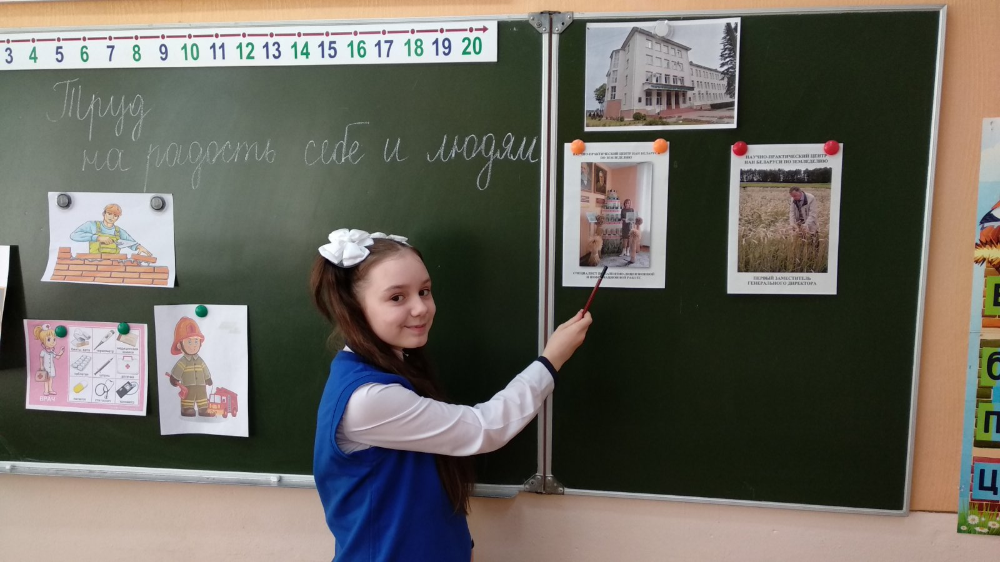 3 4 5 6 7 8 9 10 11 12 13 14 15 16 17 18 19 20
Труд
на радость себе и людям
ВРАЧ
бинты, вата
термометр
медицинская книжка
таблетки
шприц
аптечка
пилюля
стетоскоп
тонометр
НАУЧНО-ПРАКТИЧЕСКИЙ ЦЕНТР НАН БЕЛАРУСИ
ПО ЗЕМЛЕДЕЛИЮ
СПЕЦИАЛИСТ ПО ПАТЕНТНО-ЛИЦЕНЗИОННОЙ
И ИНФОРМАЦИОННОЙ РАБОТЕ
НАУЧНО-ПРАКТИЧЕСКИЙ ЦЕНТР
НАН БЕЛАРУСИ ПО ЗЕМЛЕДЕЛИЮ
ПЕРВЫЙ ЗАМЕСТИТЕЛЬ
ГЕНЕРАЛЬНОГО ДИРЕКТОРА
Ц